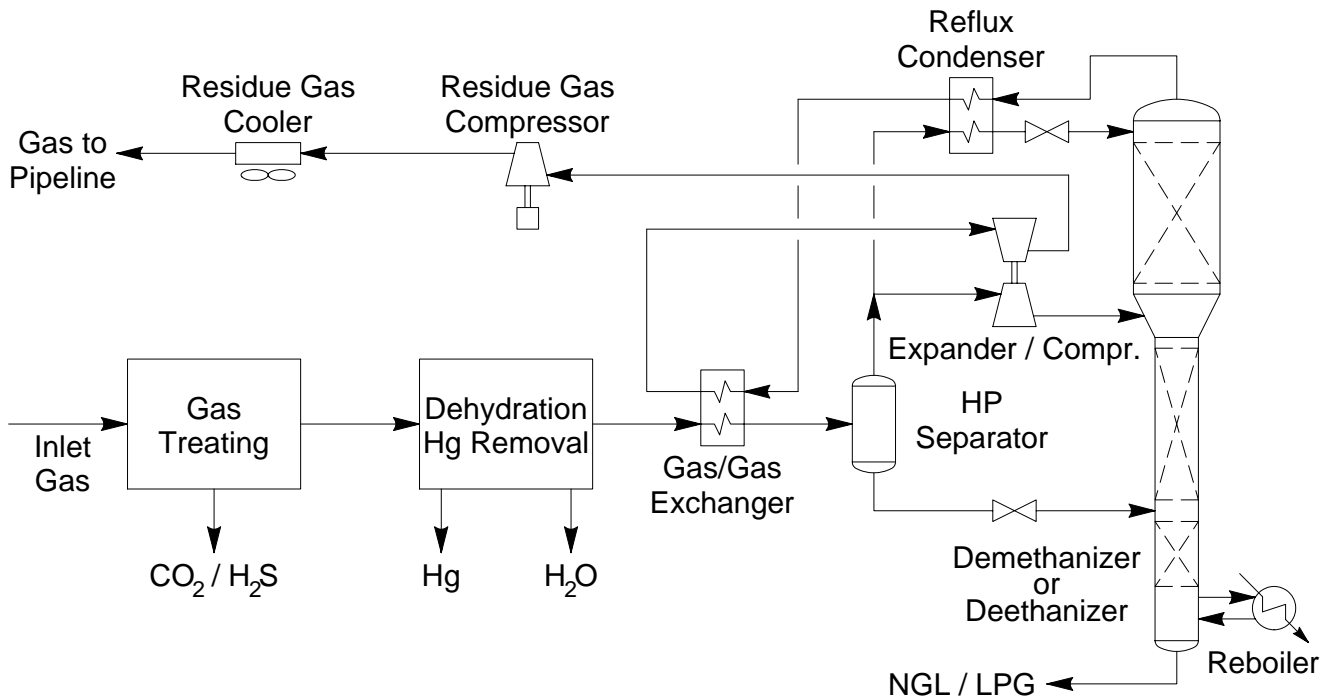 Reflux
Condenser
Residue Gas
Cooler
Residue Gas
Compressor
Gas to
Pipeline
Expander / Compr.
Inlet
Gas
Gas
Treating
Dehydration
Hg Removal
Gas/Gas
Exchanger
HP
Separator
CO₂ / H₂S
Hg
H₂O
Demethanizer
or
Deethanizer
Reboiler
NGL / LPG